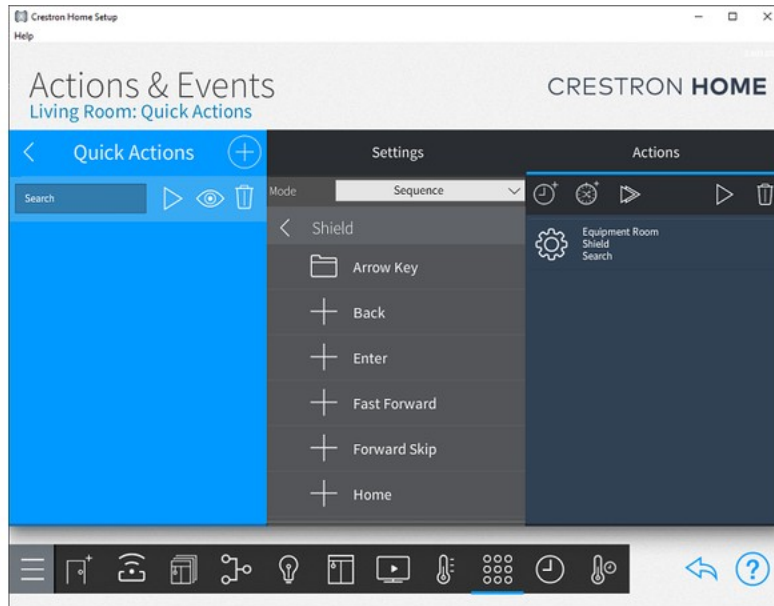 Crestron Home Setup
Help
Actions & Events
Living Room: Quick Actions
CRESTRON HOME
Quick Actions
Settings
Actions
Search
Mode
Sequence
Shield
Equipment Room
Shield
Search
Arrow Key
Back
Enter
Fast Forward
Forward Skip
Home
?